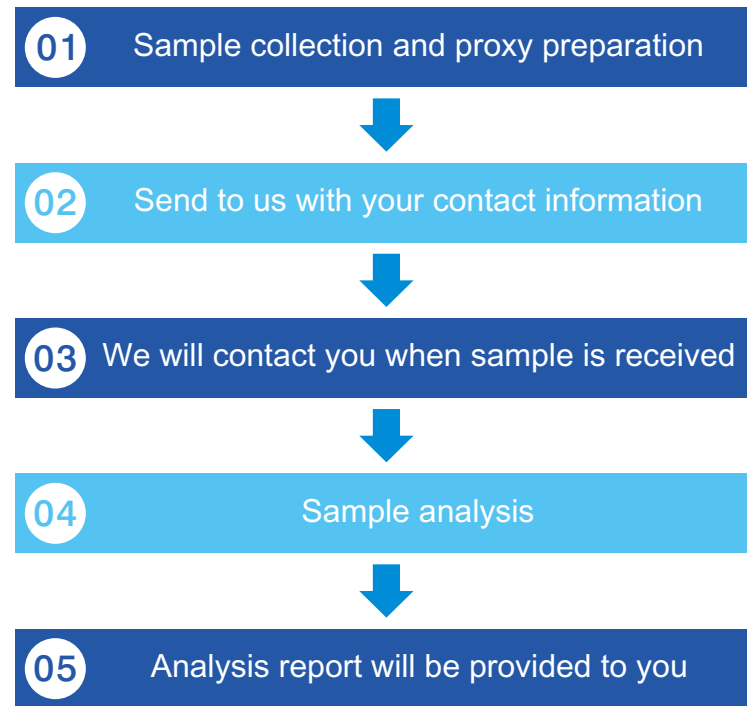 01 Sample collection and proxy preparation
02 Send to us with your contact information
03 We will contact you when sample is received
04 Sample analysis
05 Analysis report will be provided to you